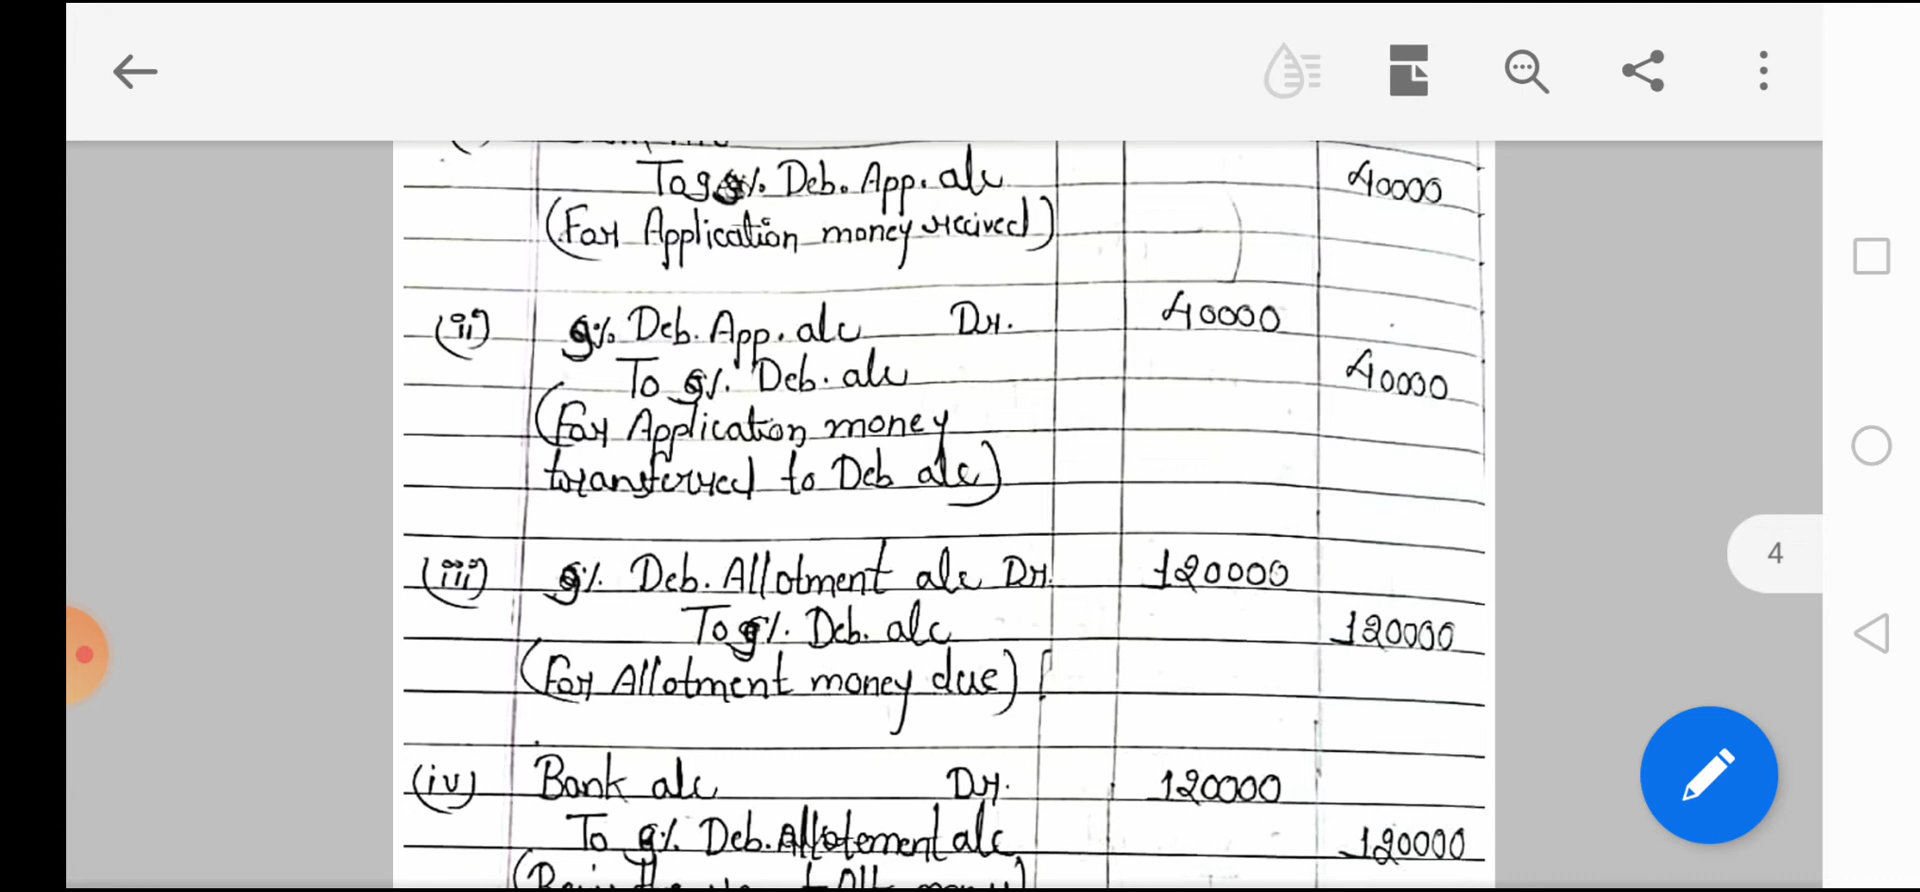 To 9% Deb. App. a/c 40000
(For Application money received)
(ii) 9% Deb. App. a/c Dr. 40000
To 9% Deb. a/c 40000
(For Application money
transferred to Deb a/c)
(iii) 9% Deb. Allotment a/c Dr. 120000
To 9% Deb. a/c 120000
(For Allotment money due)
4
(iv) Bank a/c Dr. 120000
To 9% Deb. Allotement a/c 120000